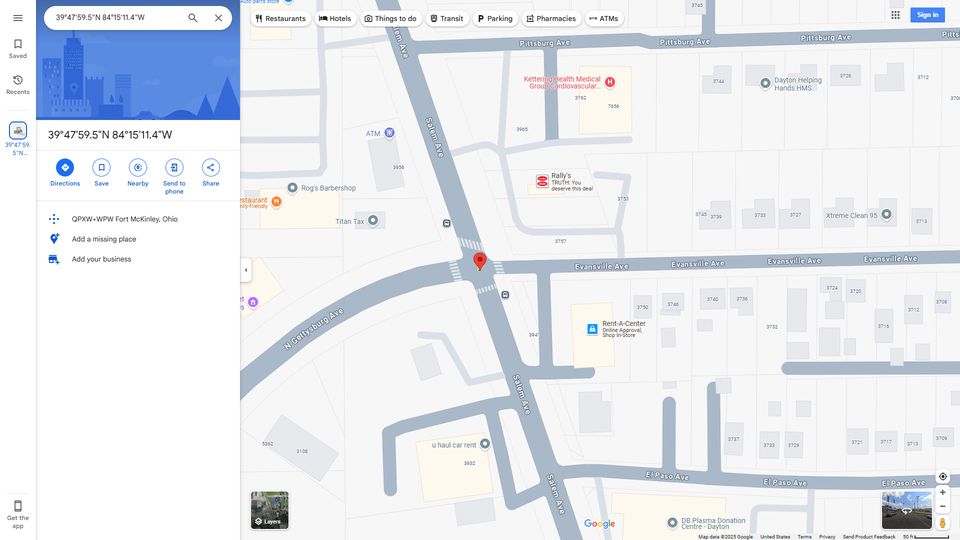 39°47'59.5"N 84°15'11.4"W
Restaurants
Hotels
Things to do
Transit
Parking
Pharmacies
ATMs
Sign in
Saved
Recents
39°47'59.
5"N...
39°47'59.5"N 84°15'11.4"W
Directions
Save
Nearby
Send to
phone
Share
QPXW+WPW Fort McKinley, Ohio
Add a missing place
Add your business
Get the
app
Auto parts store
Salem Ave
Pittsburg Ave
Pittsburg Ave
Pittsburg Ave
3745
Kettering Health Medical
Group Cardiovascular...
3762
7656
3744
Dayton Helping
Hands HMS
3726
3712
3965
ATM
Salem Ave
3956
Rog's Barbershop
Rally's
TRUTH: You
deserve this deal
3753
Titan Tax
3745
3739
3733
3727
Xtreme Clean 95
3713
3757
Evansville Ave
Evansville Ave
Evansville Ave
Evansville Ave
N Gettysburg Ave
3750
3746
3740
3736
3732
3724
3720
3716
3712
3708
Rent-A-Center
Online Approval,
Shop In-Store
Salem Ave
u haul car rent
3932
5362
3108
3737
3733
3729
3721
3717
3713
3709
El Paso Ave
El Paso Ave
El Paso Ave
Salem Ave
DB Plasma Donation
Centre - Dayton
Layers
Google
Map data ©2025 Google
United States
Terms
Privacy
Send Product Feedback
50 ft